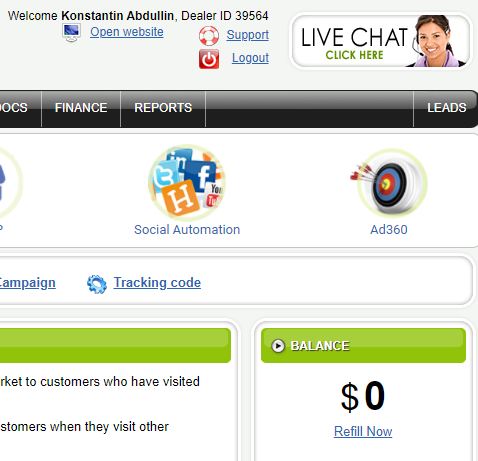 Welcome Konstantin Abdullin, Dealer ID 39564
Open website
Support
Logout
LIVE CHAT
CLICK HERE
DOCS
FINANCE
REPORTS
LEADS
Social Automation
Ad360
Campaign
Tracking code
BALANCE
rket to customers who have visited
$ 0
stomers when they visit other
Refill Now